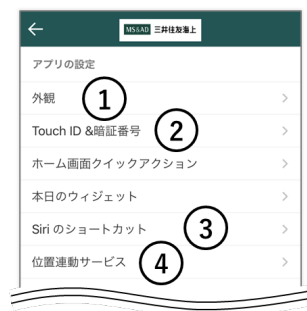 MS&AD 三井住友海上
アプリの設定
外観 ①
Touch ID &暗証番号 ②
ホーム画面クイックアクション
本日のウィジェット
Siri のショートカット ③
位置連動サービス ④